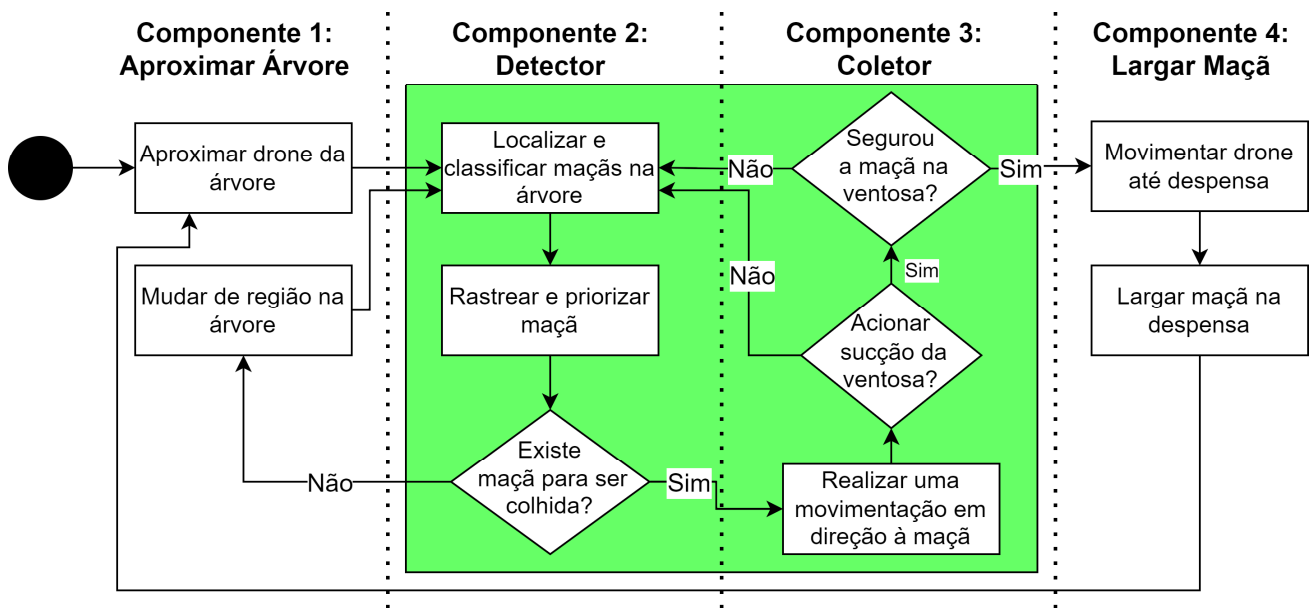 Componente 1:
Aproximar Árvore
Componente 2:
Detector
Componente 3:
Coletor
Componente 4:
Largar Maçã
Aproximar drone da
árvore
Mudar de região na
árvore
Não
Localizar e
classificar maçãs na
árvore
Rastrear e priorizar
maçã
Existe
maçã para ser
colhida?
Sim
Segurou
a maçã na
ventosa?
Não
Sim
Sim
Não
Acionar
sucção da
ventosa?
Realizar uma
movimentação em
direção à maçã
Movimentar drone
até despensa
Largar maçã na
despensa